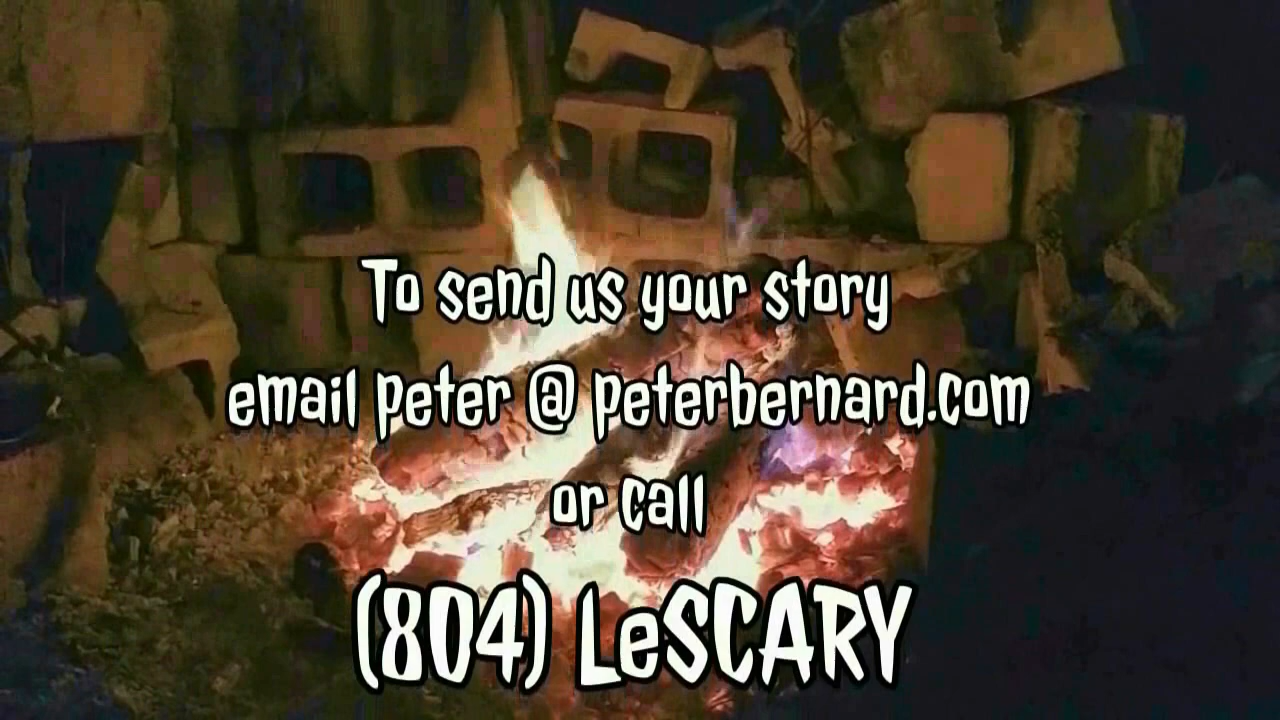 To send us your story
email peter @ peterbernard.com
or call
(804) LeSCARY